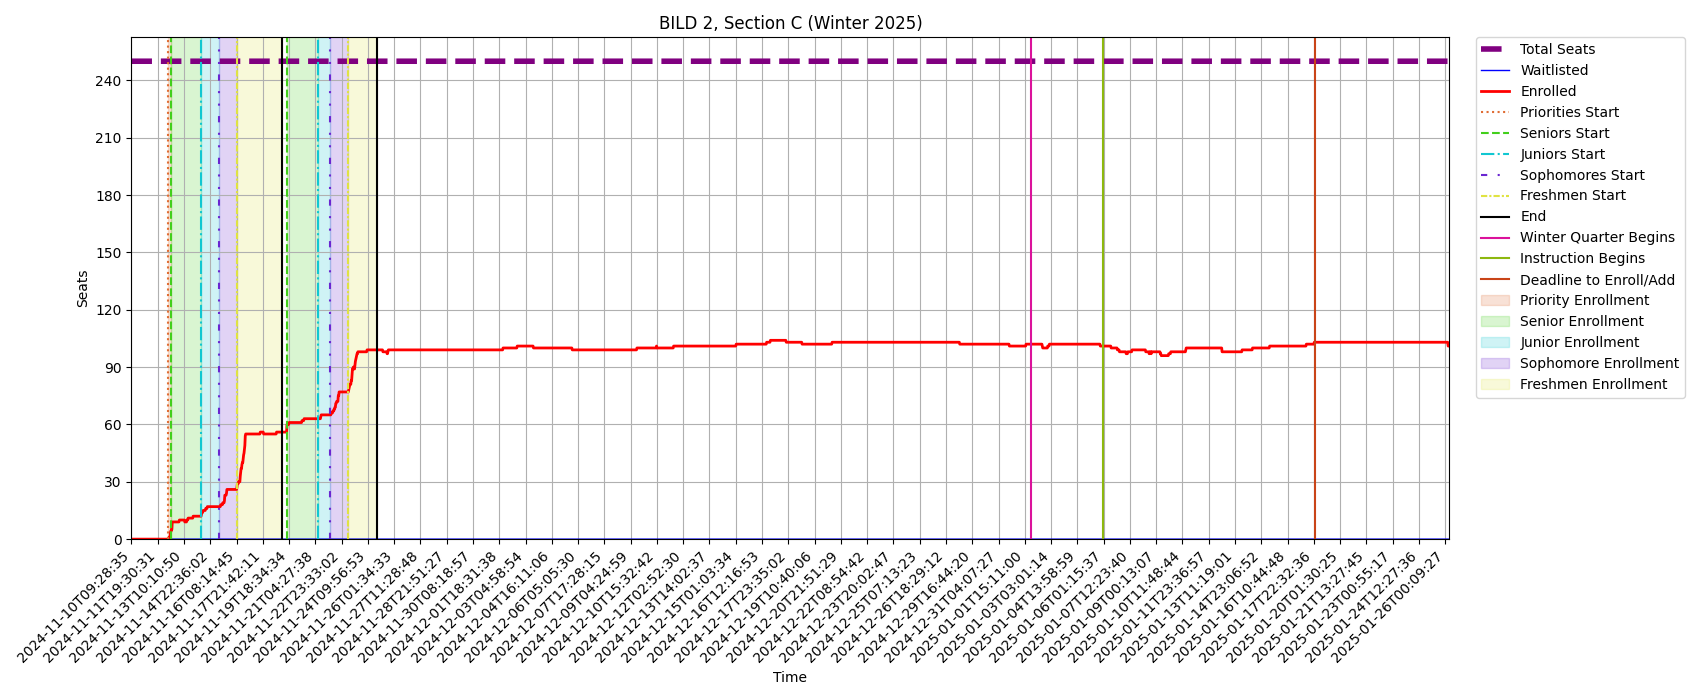 BILD 2, Section C (Winter 2025)
Seats
240
210
180
150
120
90
60
30
0
2024-11-10T09:28:35
2024-11-11T19:30:31
2024-11-13T10:10:50
2024-11-14T22:36:02
2024-11-16T08:14:45
2024-11-17T21:42:11
2024-11-19T18:34:34
2024-11-21T04:27:38
2024-11-22T23:33:02
2024-11-24T09:56:53
2024-11-26T01:34:33
2024-11-27T11:28:48
2024-11-28T21:51:27
2024-11-30T08:18:57
2024-12-01T18:31:38
2024-12-03T04:58:54
2024-12-04T16:11:06
2024-12-06T05:05:30
2024-12-07T17:28:15
2024-12-09T04:24:59
2024-12-10T15:32:42
2024-12-12T02:52:30
2024-12-13T14:02:37
2024-12-15T01:03:34
2024-12-16T12:16:53
2024-12-17T23:35:02
2024-12-19T10:40:06
2024-12-20T21:51:29
2024-12-22T08:54:42
2024-12-23T20:02:47
2024-12-25T07:13:23
2024-12-26T18:29:12
2024-12-29T16:44:20
2024-12-31T04:07:27
2025-01-01T15:11:00
2025-01-03T03:01:14
2025-01-04T13:58:59
2025-01-06T01:15:37
2025-01-07T12:23:40
2025-01-09T00:13:07
2025-01-10T11:48:44
2025-01-11T23:36:57
2025-01-13T11:19:01
2025-01-14T23:06:52
2025-01-16T10:44:48
2025-01-17T22:32:36
2025-01-20T01:30:25
2025-01-21T13:27:45
2025-01-23T00:55:17
2025-01-24T12:27:36
2025-01-26T00:09:27
Time
Total Seats
Waitlisted
Enrolled
Priorities Start
Seniors Start
Juniors Start
Sophomores Start
Freshmen Start
End
Winter Quarter Begins
Instruction Begins
Deadline to Enroll/Add
Priority Enrollment
Senior Enrollment
Junior Enrollment
Sophomore Enrollment
Freshmen Enrollment